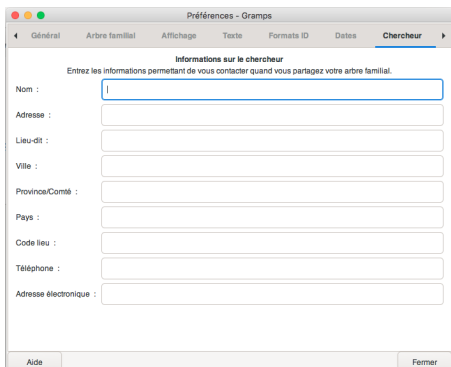 Préférences - Gramps
Général Arbre familial Affichage Texte Formats ID Dates Chercheur
Informations sur le chercheur
Entrez les informations permettant de vous contacter quand vous partagez votre arbre familial.
Nom :
Adresse :
Lieu-dit :
Ville :
Province/Comté :
Pays :
Code lieu :
Téléphone :
Adresse électronique :
Aide Fermer